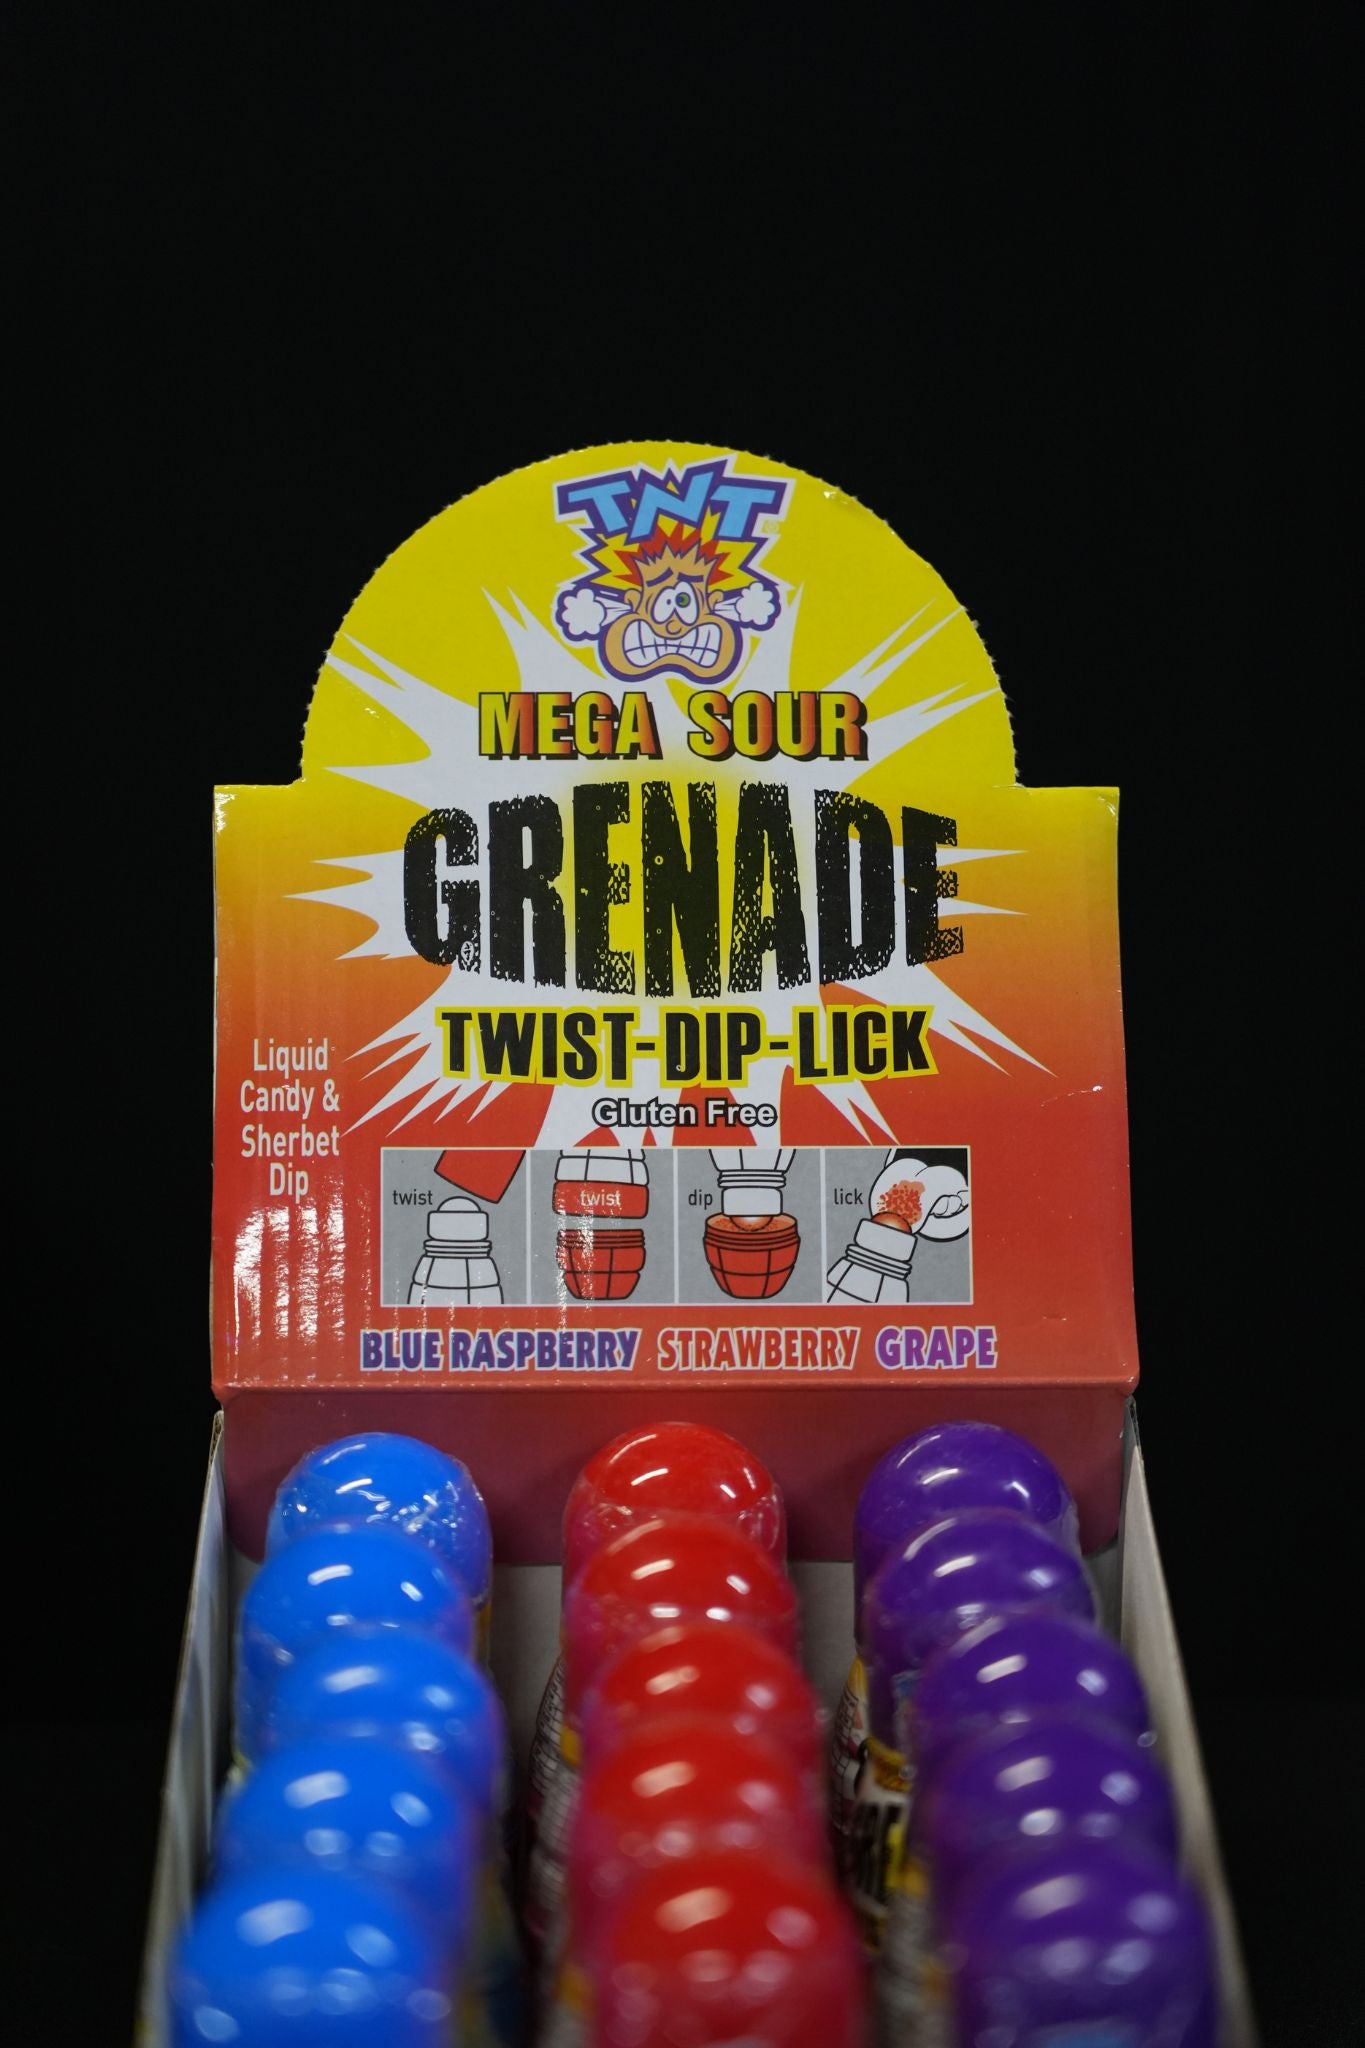 TNT
MEGA SOUR
GRENADE
TWIST-DIP-LICK
Gluten Free
Liquid
Candy &
Sherbet
Dip
twist
twist
dip
lick
BLUE RASPBERRY STRAWBERRY GRAPE